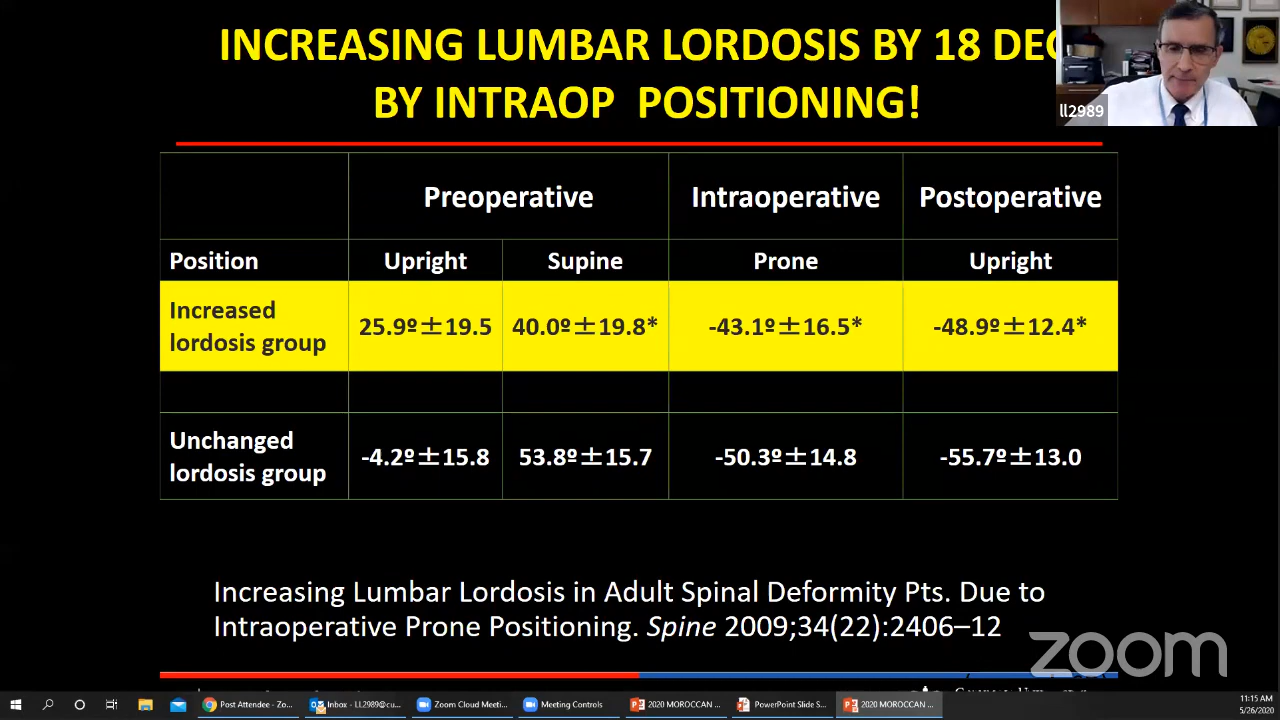 INCREASING LUMBAR LORDOSIS BY 18 DEG
BY INTRAOP POSITIONING!
ll2989
Preoperative Intraoperative Postoperative
Position Upright Supine Prone Upright
Increased
lordosis group 25.9º±19.5 40.0º±19.8* -43.1º±16.5* -48.9º±12.4*
Unchanged
lordosis group -4.2º±15.8 53.8º±15.7 -50.3º±14.8 -55.7º±13.0
Increasing Lumbar Lordosis in Adult Spinal Deformity Pts. Due to
Intraoperative Prone Positioning. Spine 2009;34(22):2406–12
zoom
Post Attendee - Zo... Inbox - LL2989@cu... Zoom Cloud Meeti... Meeting Controls 2020 MOROCCAN ... PowerPoint Slide S... 2020 MOROCCAN ... 11:15 AM
5/26/2020